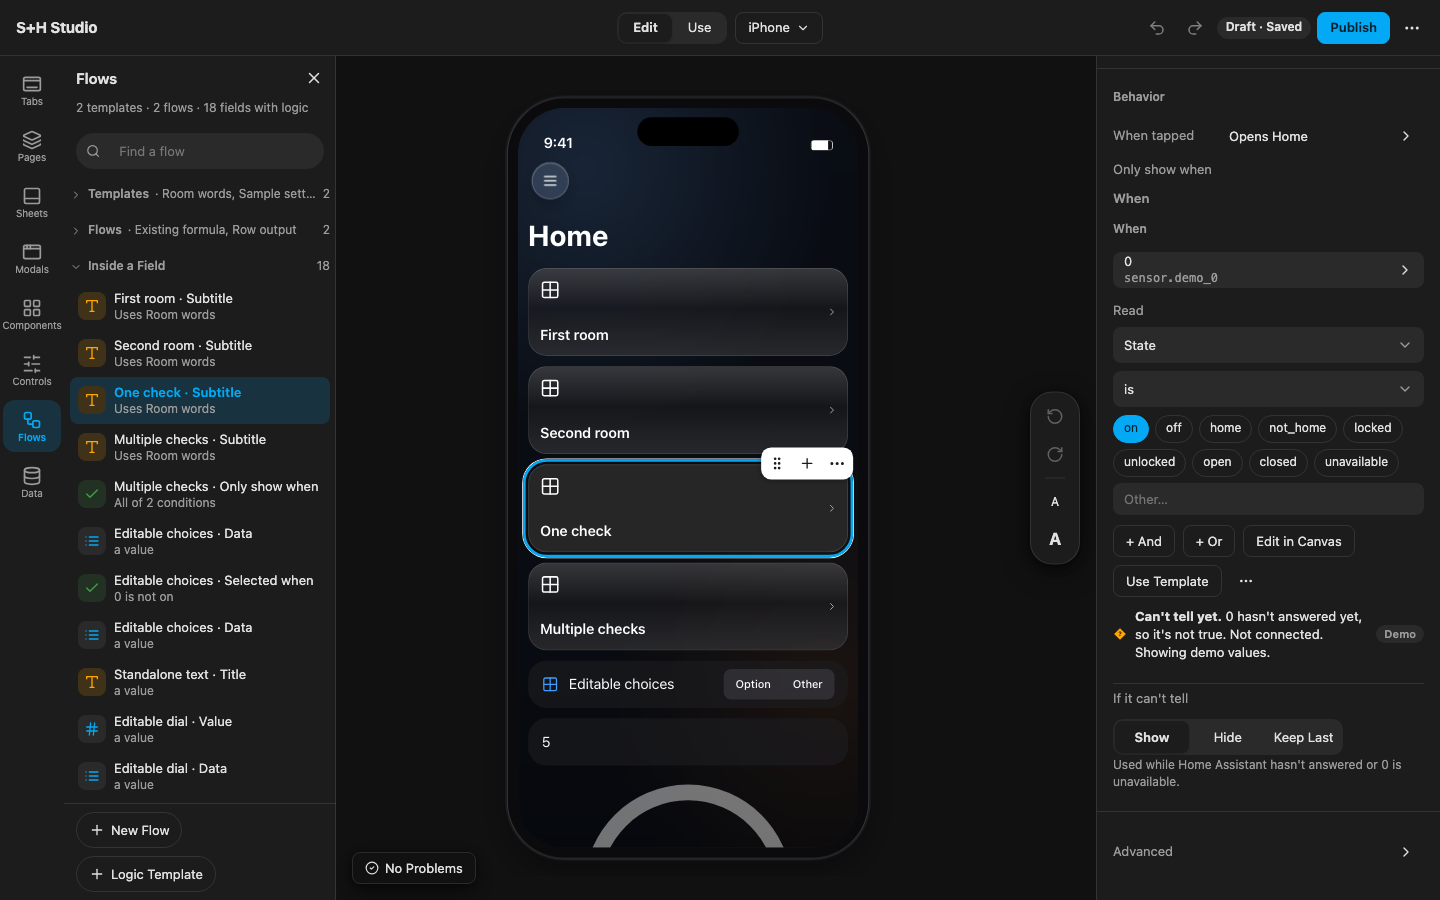 S+H Studio
Edit
Use
iPhone
Draft · Saved
Publish
Tabs
Pages
Sheets
Modals
Components
Controls
Flows
Data
Flows
2 templates · 2 flows · 18 fields with logic
Find a flow
Templates · Room words, Sample sett... 2
Flows · Existing formula, Row output 2
Inside a Field 18
First room · Subtitle
Uses Room words
Second room · Subtitle
Uses Room words
One check · Subtitle
Uses Room words
Multiple checks · Subtitle
Uses Room words
Multiple checks · Only show when
All of 2 conditions
Editable choices · Data
a value
Editable choices · Selected when
0 is not on
Editable choices · Data
a value
Standalone text · Title
a value
Editable dial · Value
a value
Editable dial · Data
a value
New Flow
Logic Template
9:41
Home
First room
Second room
One check
Multiple checks
Editable choices
Option
Other
5
No Problems
A
A
Behavior
When tapped
Opens Home
Only show when
When
When
0
sensor.demo_0
Read
State
is
on
off
home
not_home
locked
unlocked
open
closed
unavailable
Other...
+ And
+ Or
Edit in Canvas
Use Template
Can't tell yet. 0 hasn't answered yet,
so it's not true. Not connected.
Showing demo values.
Demo
If it can't tell
Show
Hide
Keep Last
Used while Home Assistant hasn't answered or 0 is
unavailable.
Advanced